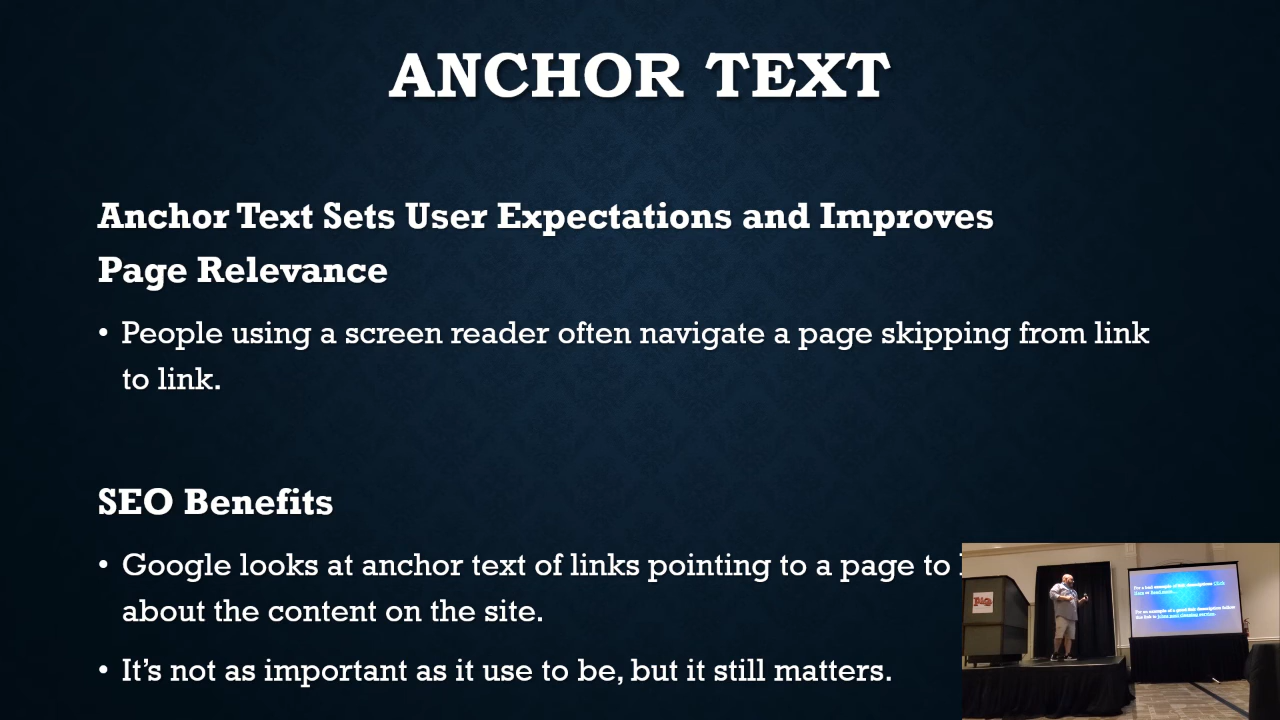 ANCHOR TEXT
Anchor Text Sets User Expectations and Improves
Page Relevance
• People using a screen reader often navigate a page skipping from link
to link.
SEO Benefits
• Google looks at anchor text of links pointing to a page to
about the content on the site.
• It's not as important as it use to be, but it still matters.